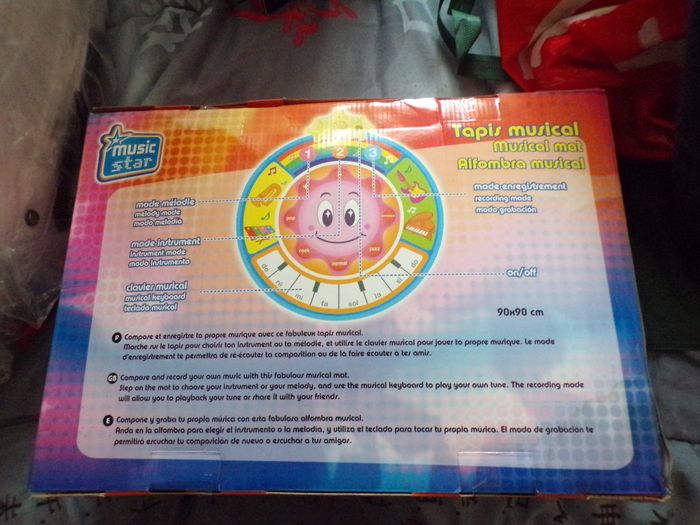 music
star
Tapis musical
Musical mat
Alfombra musical
1 2 3
mode mélodie
melody mode
modo melodía
mode enregistrement
recording mode
modo grabación
pop
rock
normal
jazz
mode instrument
instrument mode
modo instrumento
on/off
clavier musical
musical keyboard
teclado musical
do ré mi fa sol la si do
90x90 cm
F Compose et enregistre ta propre musique avec ce fabuleux tapis musical.
Marche sur le tapis pour choisir ton instrument ou ta mélodie, et utilise le clavier musical pour jouer ta propre musique. Le mode
d'enregistrement te permettra de ré-écouter ta composition ou de la faire écouter à tes amis.
GB Compose and record your own music with this fabulous musical mat.
Step on the mat to choose your instrument or your melody, and use the musical keyboard to play your own tune. The recording mode
will allow you to playback your tune or share it with your friends.
E Compone y graba tu propia música con esta fabulosa alfombra musical.
Anda en la alfombra para elegir el instrumento o la melodía, y utiliza el teclado para tocar tu propia música. El modo de grabación te
permitirá escuchar tu composición de nuevo o escuchar a tus amigos.